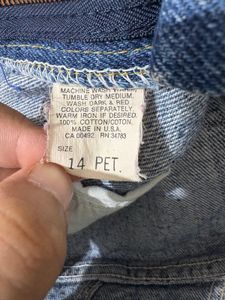 MACHINE WASH WARM,
TUMBLE DRY MEDIUM.
WASH DARK & RED
COLORS SEPARATELY.
WARM IRON IF DESIRED.
100% COTTON/COTON.
MADE IN U.S.A.
CA 00492 RN 34783
SIZE
14 PET.